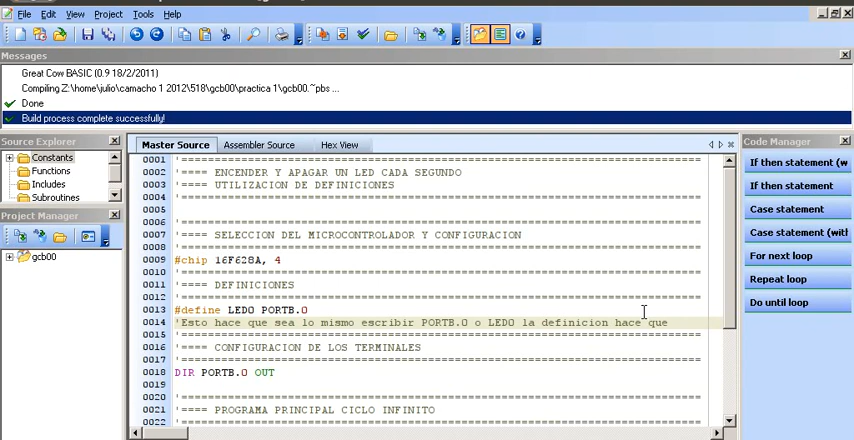 File Edit View Project Tools Help
Messages
Great Cow BASIC (0.9 18/2/2011)
Compiling Z:\home\julio\camacho 1 2012\518\gcb00\practica 1\gcb00.~pbs ...
Done
Build process complete successfully!
Source Explorer
Constants
Functions
Includes
Subroutines
Project Manager
gcb00
Master Source Assembler Source Hex View
0001 '================================================================
0002 '==== ENCENDER Y APAGAR UN LED CADA SEGUNDO
0003 '==== UTILIZACION DE DEFINICIONES
0004 '================================================================
0005
0006 '================================================================
0007 '==== SELECCION DEL MICROCONTROLADOR Y CONFIGURACION
0008 '================================================================
0009 #chip 16F628A, 4
0010 '================================================================
0011 '==== DEFINICIONES
0012 '================================================================
0013 #define LED0 PORTB.0
0014 'Esto hace que sea lo mismo escribir PORTB.0 o LED0 la definicion hace que
0015 '================================================================
0016 '==== CONFIGURACION DE LOS TERMINALES
0017 '================================================================
0018 DIR PORTB.0 OUT
0019
0020 '================================================================
0021 '==== PROGRAMA PRINCIPAL CICLO INFINITO
0022 '================================================================
Code Manager
If then statement (w
If then statement
Case statement
Case statement (with
For next loop
Repeat loop
Do until loop